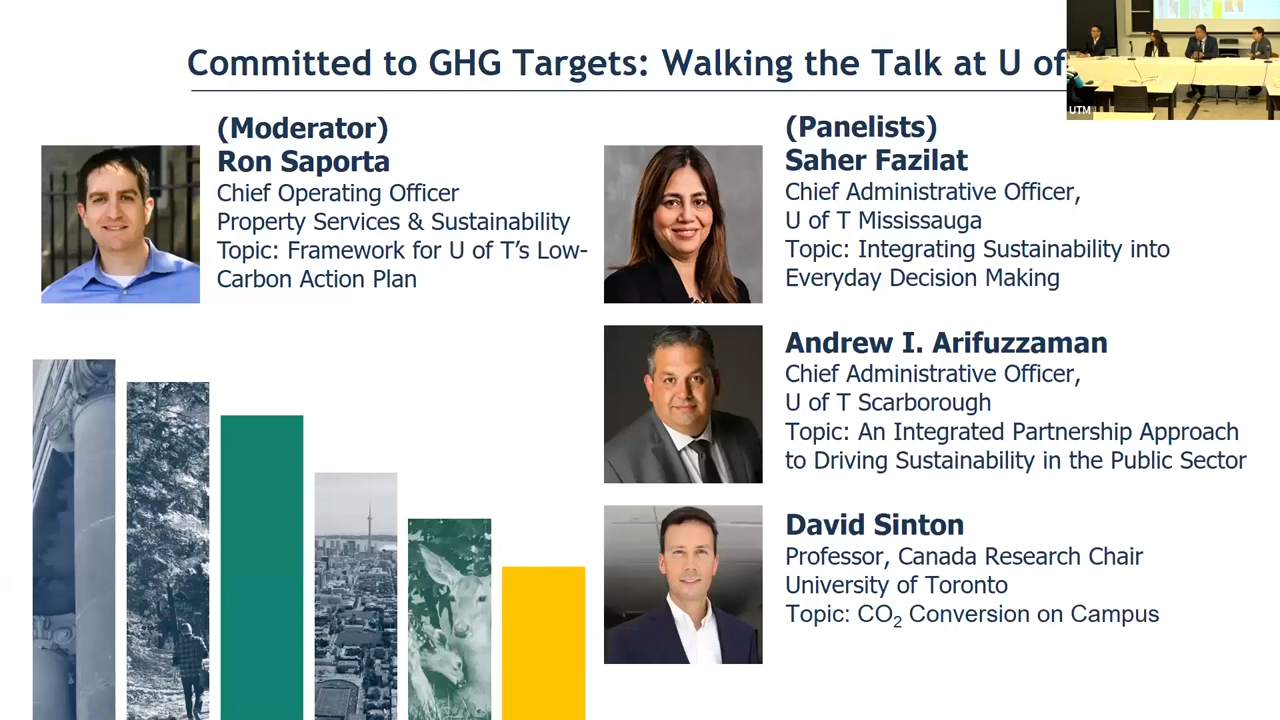 Committed to GHG Targets: Walking the Talk at U of
UTM
(Moderator)
Ron Saporta
Chief Operating Officer
Property Services & Sustainability
Topic: Framework for U of T’s Low-
Carbon Action Plan
(Panelists)
Saher Fazilat
Chief Administrative Officer,
U of T Mississauga
Topic: Integrating Sustainability into
Everyday Decision Making
Andrew I. Arifuzzaman
Chief Administrative Officer,
U of T Scarborough
Topic: An Integrated Partnership Approach
to Driving Sustainability in the Public Sector
David Sinton
Professor, Canada Research Chair
University of Toronto
Topic: CO₂ Conversion on Campus